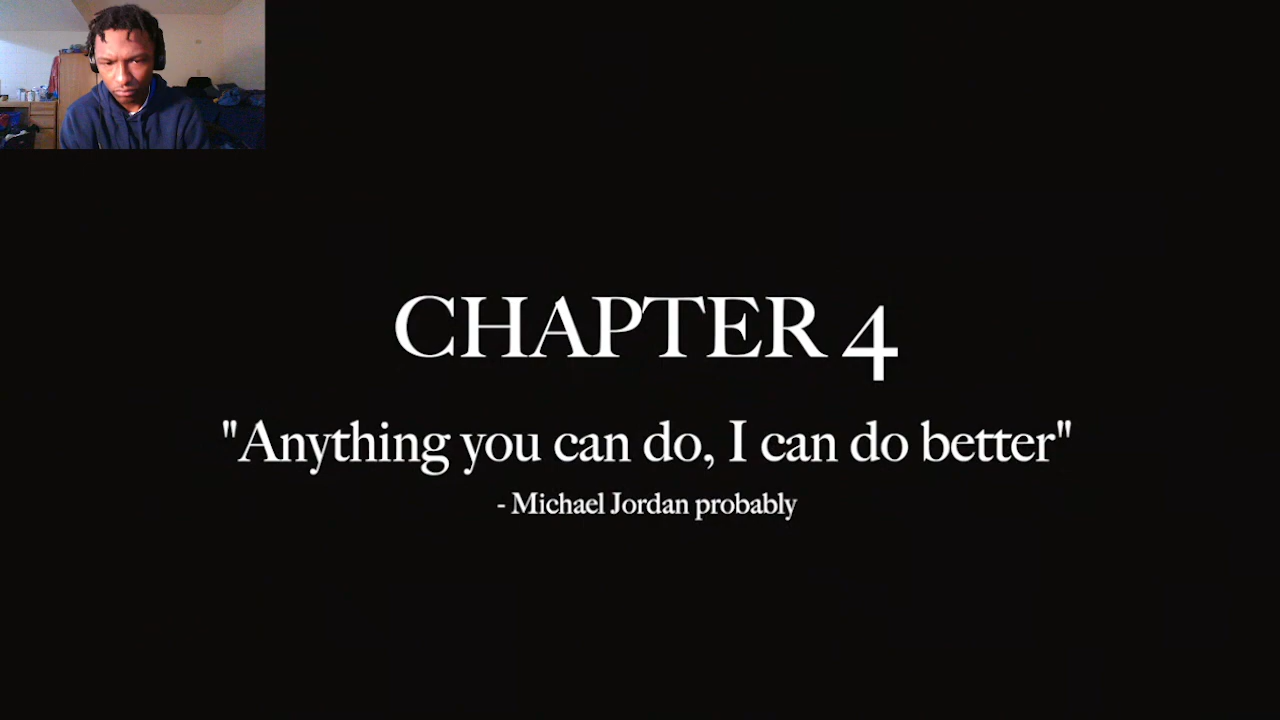 CHAPTER 4
"Anything you can do, I can do better"
- Michael Jordan probably